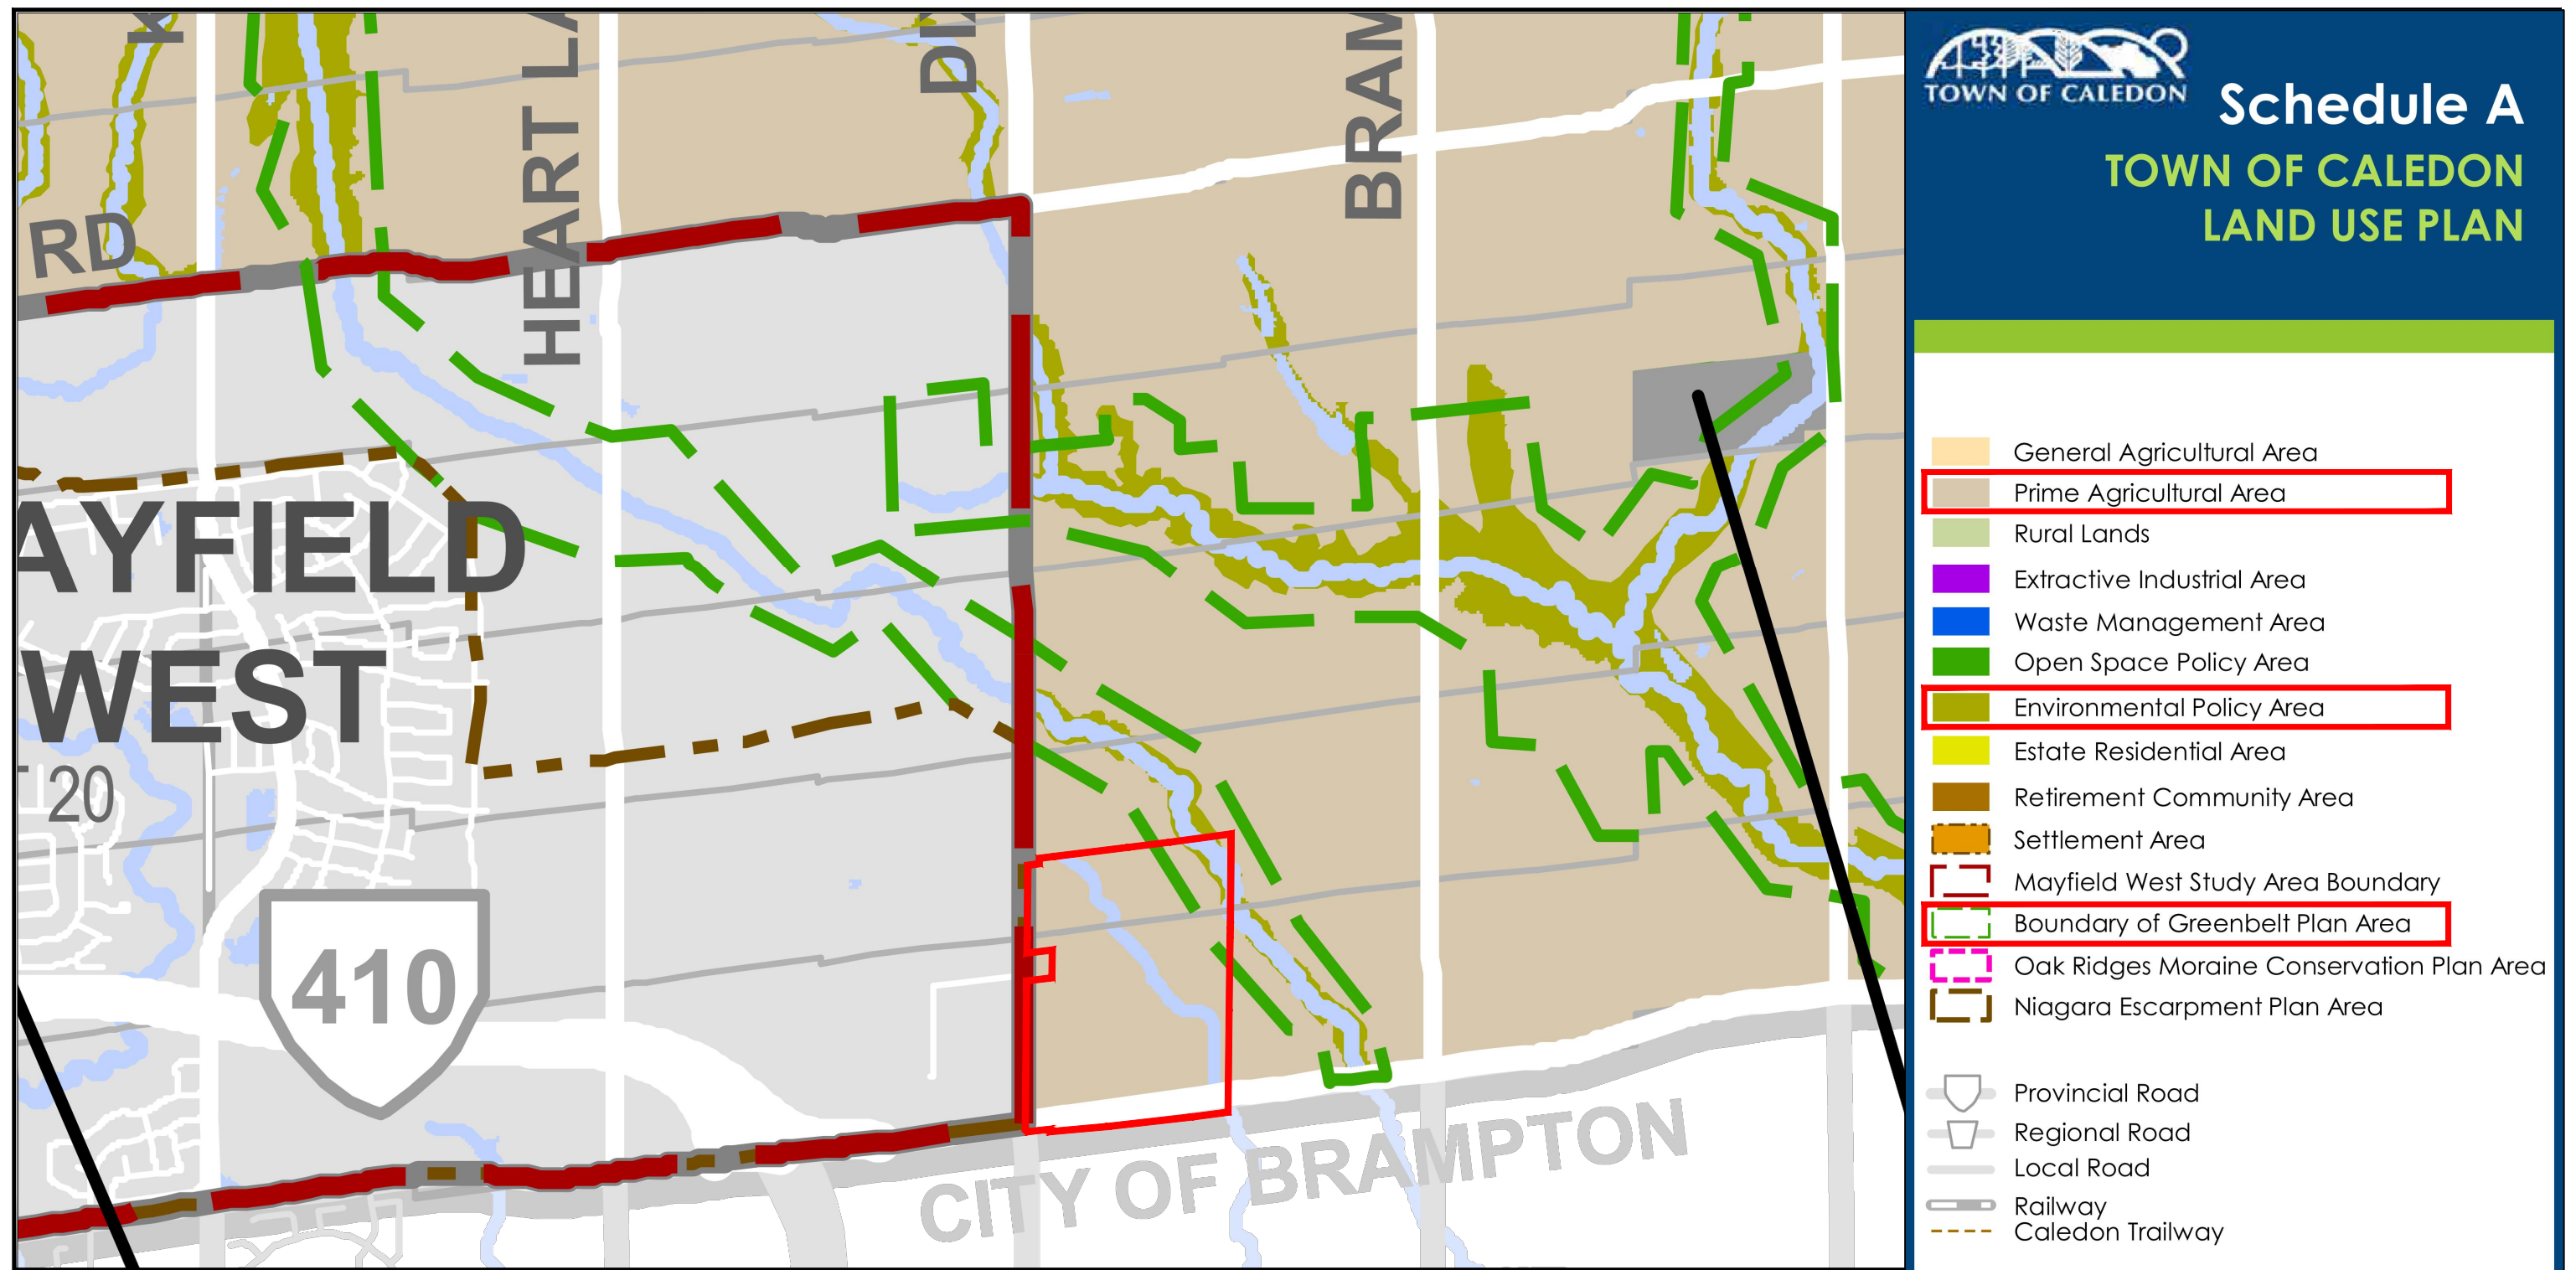 RD
HEART LA
BRAM
AYFIELD
WEST
20
410
CITY OF BRAMPTON
TOWN OF CALEDON
Schedule A
TOWN OF CALEDON
LAND USE PLAN
General Agricultural Area
Prime Agricultural Area
Rural Lands
Extractive Industrial Area
Waste Management Area
Open Space Policy Area
Environmental Policy Area
Estate Residential Area
Retirement Community Area
Settlement Area
Mayfield West Study Area Boundary
Boundary of Greenbelt Plan Area
Oak Ridges Moraine Conservation Plan Area
Niagara Escarpment Plan Area
Provincial Road
Regional Road
Local Road
Railway
Caledon Trailway